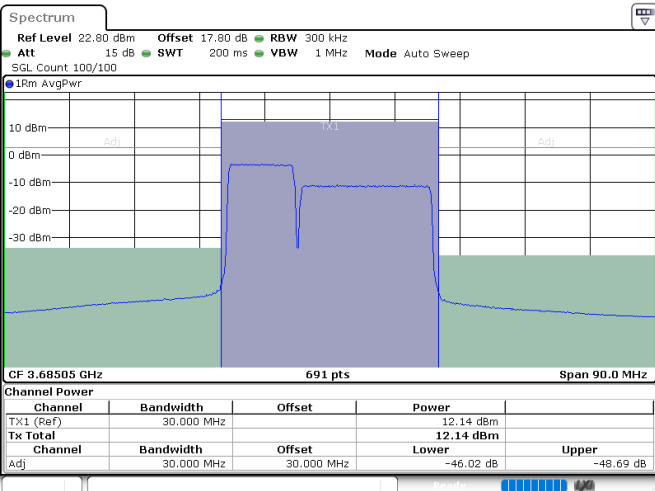 Spectrum
Ref Level 22.80 dBm Offset 17.80 dB RBW 300 kHz
Att 15 dB SWT 200 ms VBW 1 MHz Mode Auto Sweep
SGL Count 100/100
1Rm AvgPwr
TX1
10 dBm
Adj Adj
0 dBm
-10 dBm
-20 dBm
-30 dBm
CF 3.68505 GHz 691 pts Span 90.0 MHz
Channel Power
Channel Bandwidth Offset Power
TX1 (Ref) 30.000 MHz 12.14 dBm
Tx Total 12.14 dBm
Channel Bandwidth Offset Lower Upper
Adj 30.000 MHz 30.000 MHz -46.02 dB -48.69 dB
Ready